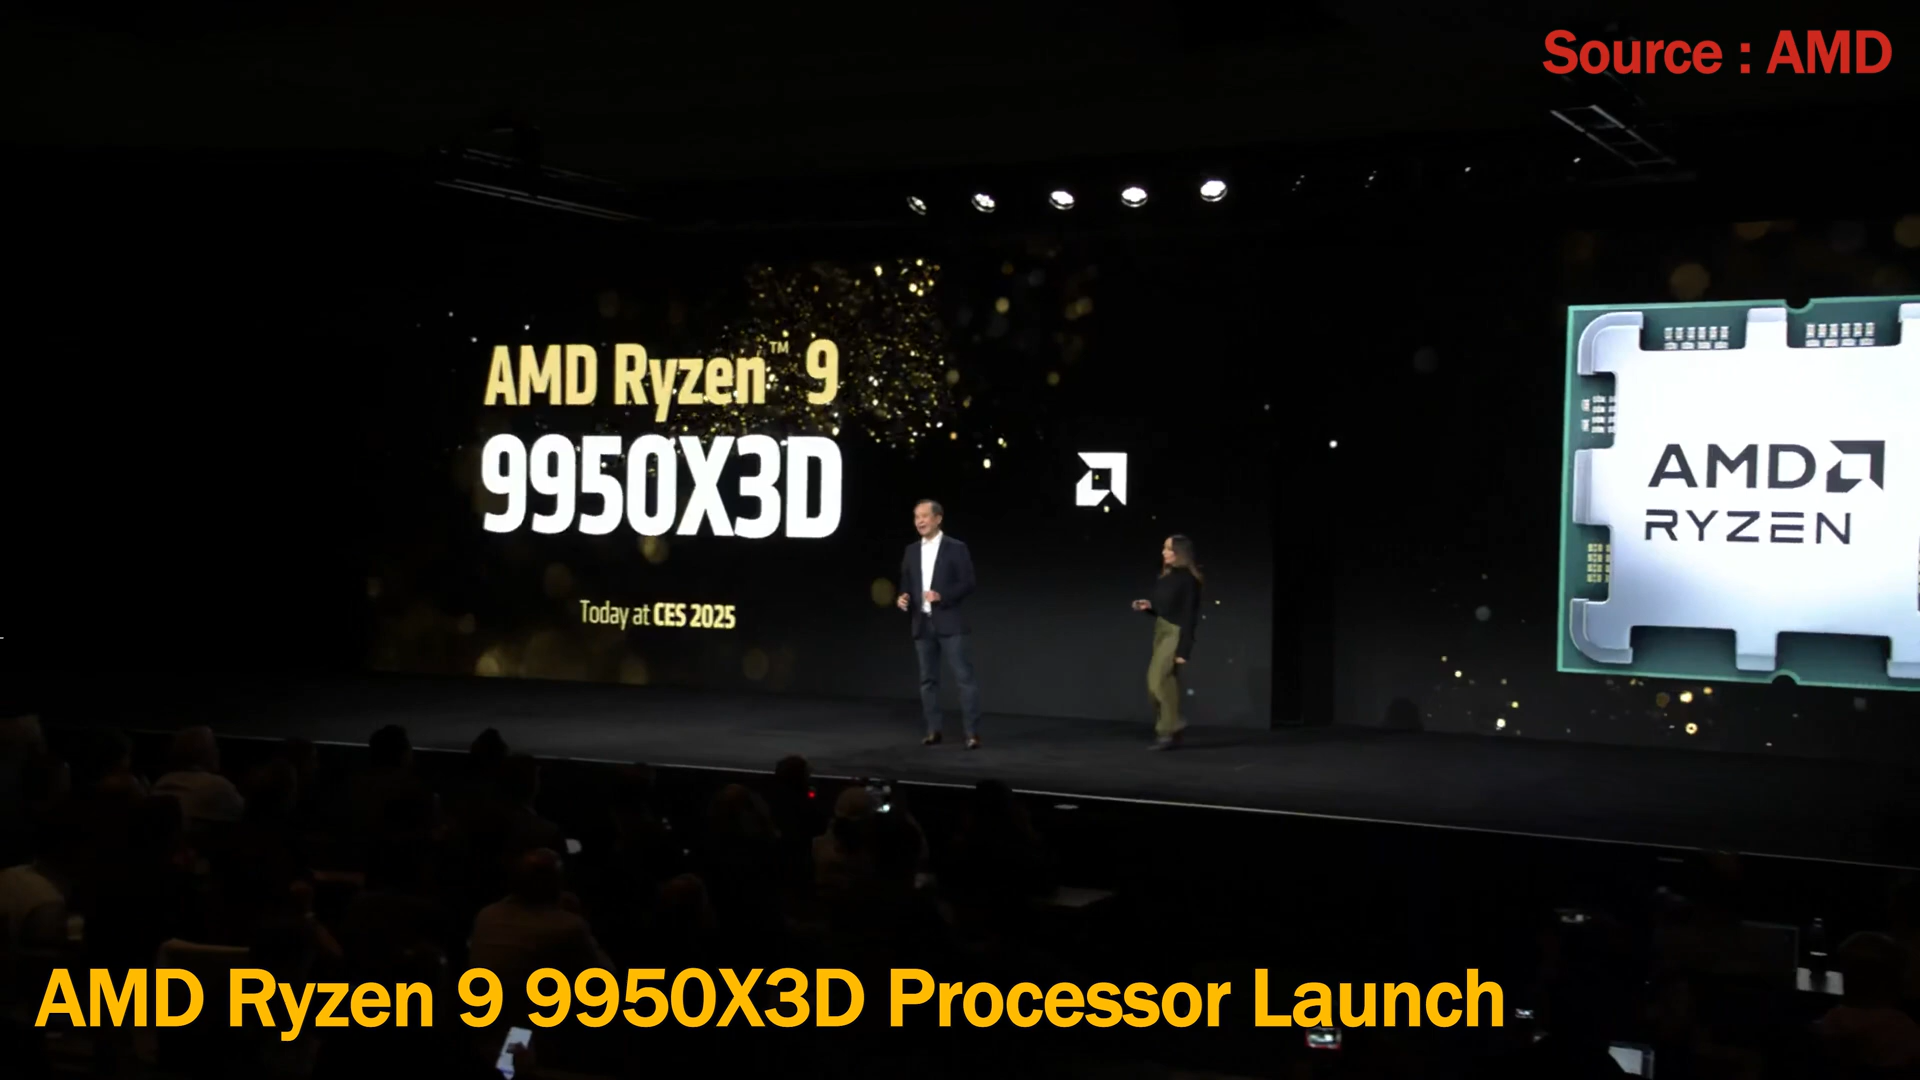 Source : AMD
AMD Ryzen™ 9
9950X3D
Today at CES 2025
AMD
RYZEN
AMD Ryzen 9 9950X3D Processor Launch